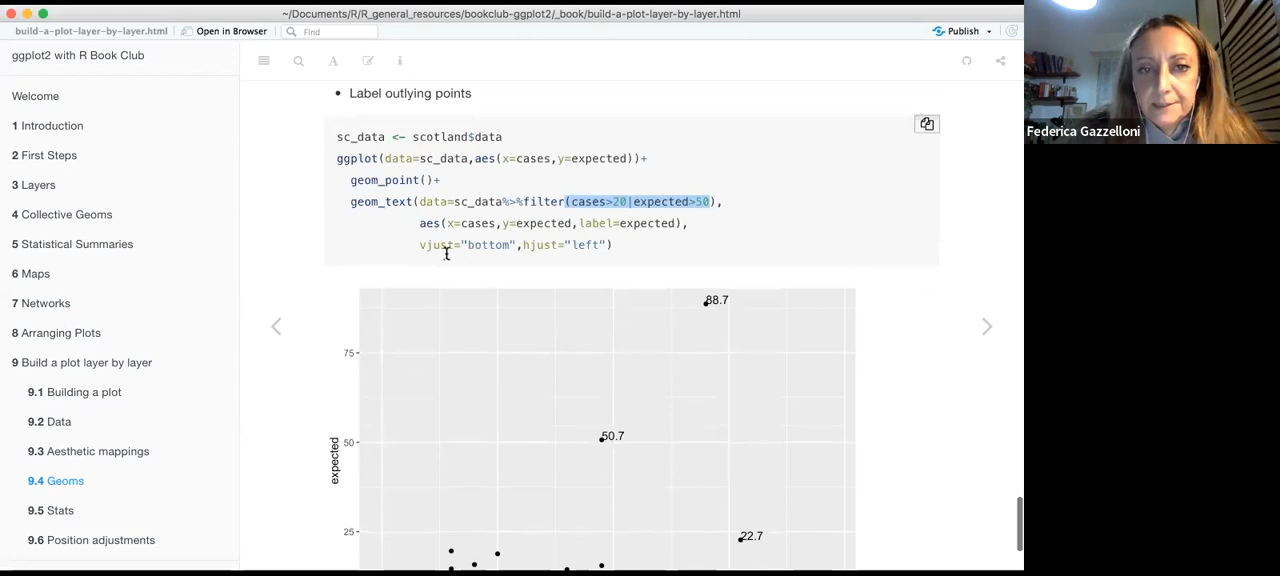 ~/Documents/R/R_general_resources/bookclub-ggplot2/_book/build-a-plot-layer-by-layer.html
build-a-plot-layer-by-layer.html Open in Browser Find Publish
ggplot2 with R Book Club
Welcome
1 Introduction
2 First Steps
3 Layers
4 Collective Geoms
5 Statistical Summaries
6 Maps
7 Networks
8 Arranging Plots
9 Build a plot layer by layer
9.1 Building a plot
9.2 Data
9.3 Aesthetic mappings
9.4 Geoms
9.5 Stats
9.6 Position adjustments
• Label outlying points
sc_data <- scotland$data
ggplot(data=sc_data,aes(x=cases,y=expected))+
geom_point()+
geom_text(data=sc_data%>%filter(cases>20|expected>50),
aes(x=cases,y=expected,label=expected),
vjust="bottom",hjust="left")
88.7
75
50.7
50
expected
22.7
25
Federica Gazzelloni